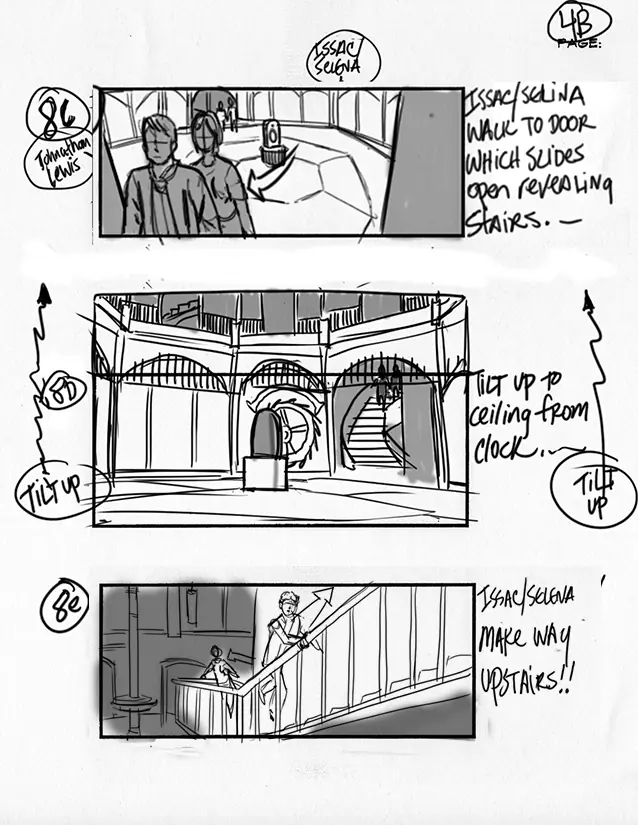 4B
PAGE:
ISSAC/
SELENA
8C
Johnathan
Lewis
ISSAC/SELINA
WALK TO DOOR
WHICH SLIDES
OPEN REVEALING
STAIRS.
8D
TILT UP
TILT UP TO
CEILING FROM
CLOCK...
TILT
UP
8E
ISSAC/SELENA
MAKE WAY
UPSTAIRS!!